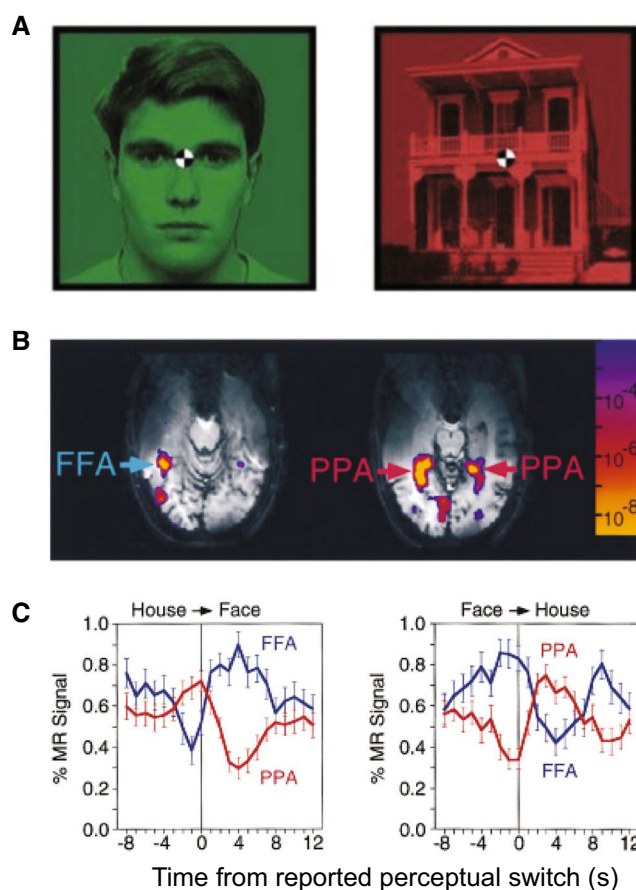 A
B
FFA
PPA
PPA
10-4
10-6
10-8
C
House → Face
Face → House
% MR Signal
1.0
0.8
0.6
0.4
0.2
0.0
FFA
PPA
-8 -4 0 4 8 12
% MR Signal
1.0
0.8
0.6
0.4
0.2
0.0
PPA
FFA
-8 -4 0 4 8 12
Time from reported perceptual switch (s)